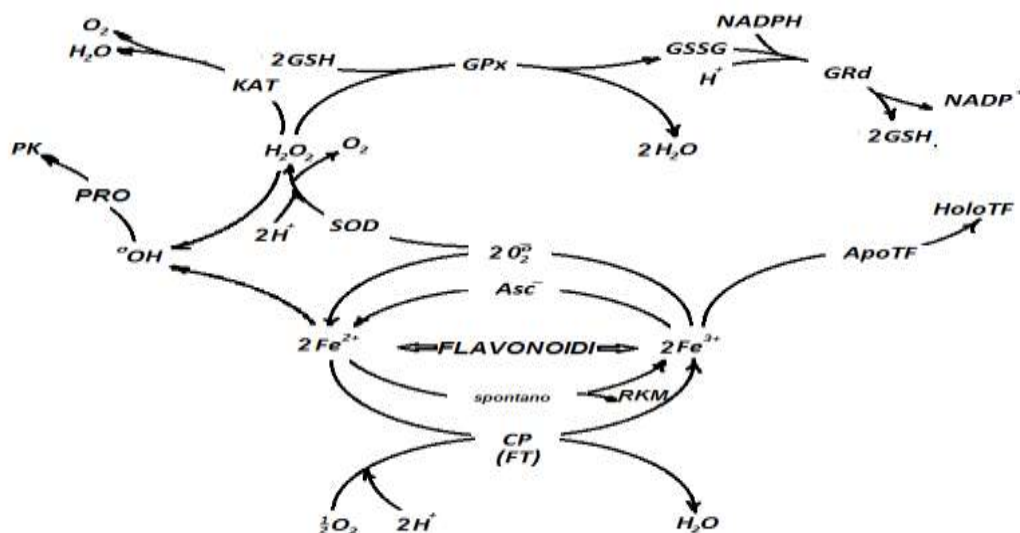 O₂
H₂O
KAT
2GSH
GPx
GSSG
NADPH
H⁺
GRd
NADP⁺
2GSH.
2H₂O
H₂O₂
O₂
PK
PRO
°OH
2H⁺
SOD
2O₂⁻
Asc⁻
HoloTF
ApoTF
2Fe²⁺
FLAVONOIDI
2Fe³⁺
spontano
RKM
CP
(FT)
½O₂
2H⁺
H₂O